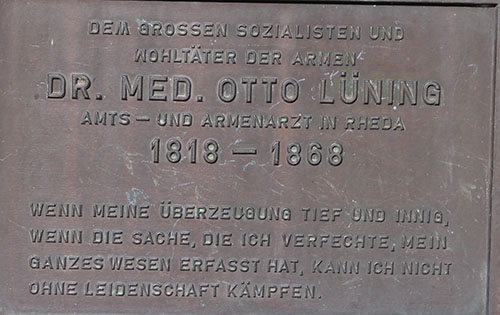 DEM GROSSEN SOZIALISTEN UND
WOHLTÄTER DER ARMEN
DR. MED. OTTO LÜNING
AMTS – UND ARMENARZT IN RHEDA
1818 – 1868
WENN MEINE ÜBERZEUGUNG TIEF UND INNIG,
WENN DIE SACHE, DIE ICH VERFECHTE, MEIN
GANZES WESEN ERFASST HAT, KANN ICH NICHT
OHNE LEIDENSCHAFT KÄMPFEN.